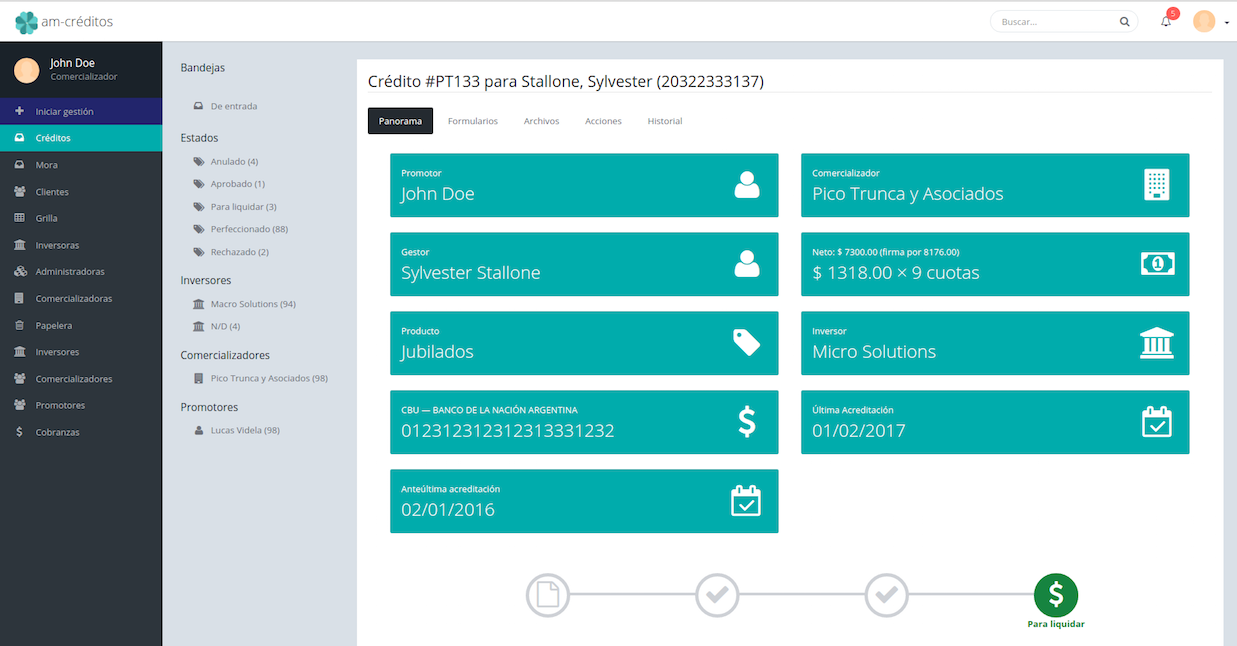 am-créditos
Buscar...
5
John Doe
Comercializador
Iniciar gestión
Créditos
Mora
Clientes
Grilla
Inversoras
Administradoras
Comercializadoras
Papelera
Inversores
Comercializadores
Promotores
Cobranzas
Bandejas
De entrada
Estados
Anulado (4)
Aprobado (1)
Para liquidar (3)
Perfeccionado (88)
Rechazado (2)
Inversores
Macro Solutions (94)
N/D (4)
Comercializadores
Pico Trunca y Asociados (98)
Promotores
Lucas Videla (98)
Crédito #PT133 para Stallone, Sylvester (20322333137)
Panorama
Formularios
Archivos
Acciones
Historial
Promotor
John Doe
Comercializador
Pico Trunca y Asociados
Gestor
Sylvester Stallone
Neto: $ 7300.00 (firma por 8176.00)
$ 1318.00 × 9 cuotas
Producto
Jubilados
Inversor
Micro Solutions
CBU — BANCO DE LA NACIÓN ARGENTINA
0123123123123133​31232
Última Acreditación
01/02/2017
Anteúltima acreditación
02/01/2016
Para liquidar